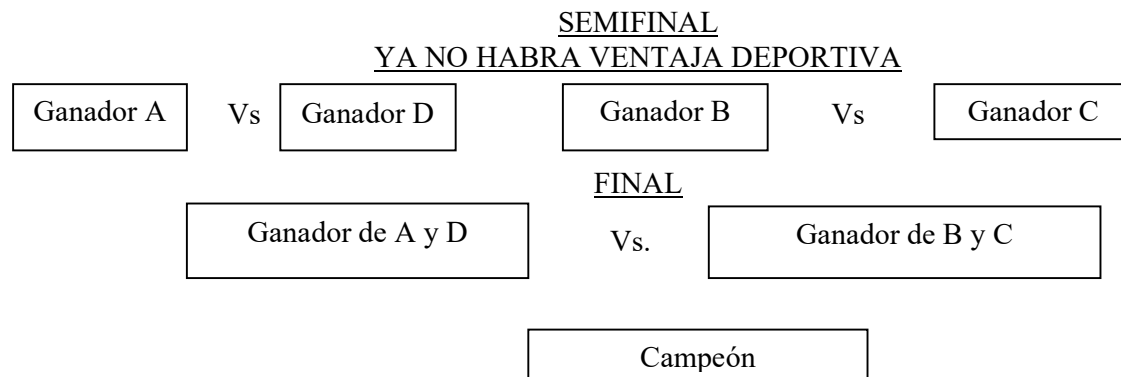 SEMIFINAL
YA NO HABRA VENTAJA DEPORTIVA
Ganador A Vs Ganador D Ganador B Vs Ganador C
FINAL
Ganador de A y D Vs. Ganador de B y C
Campeón